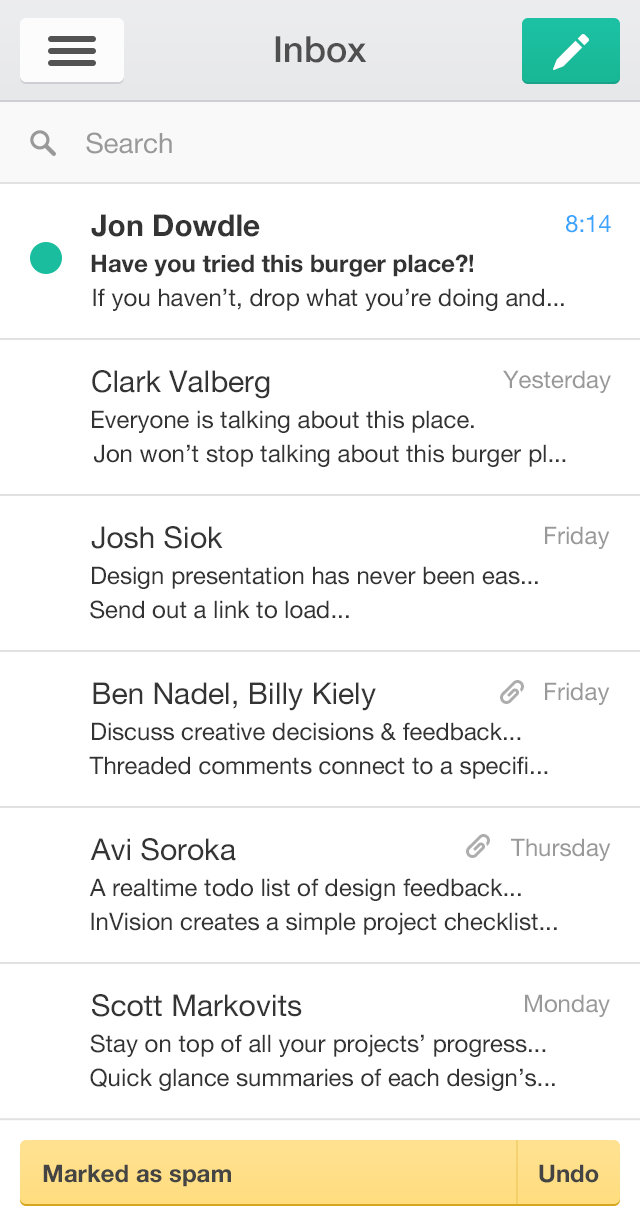 Inbox
Search
Jon Dowdle 8:14
Have you tried this burger place?!
If you haven’t, drop what you’re doing and...
Clark Valberg Yesterday
Everyone is talking about this place.
Jon won’t stop talking about this burger pl...
Josh Siok Friday
Design presentation has never been eas...
Send out a link to load...
Ben Nadel, Billy Kiely Friday
Discuss creative decisions & feedback...
Threaded comments connect to a specifi...
Avi Soroka Thursday
A realtime todo list of design feedback...
InVision creates a simple project checklist...
Scott Markovits Monday
Stay on top of all your projects’ progress...
Quick glance summaries of each design’s...
Marked as spam Undo